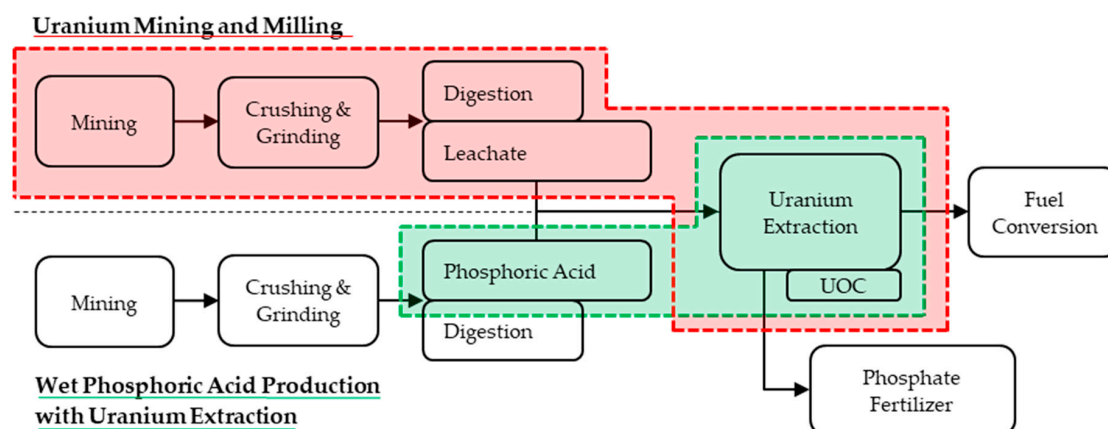 Uranium Mining and Milling
Mining
Crushing &
Grinding
Digestion
Leachate
Uranium
Extraction
UOC
Fuel
Conversion
Mining
Crushing &
Grinding
Phosphoric Acid
Digestion
Phosphate
Fertilizer
Wet Phosphoric Acid Production
with Uranium Extraction